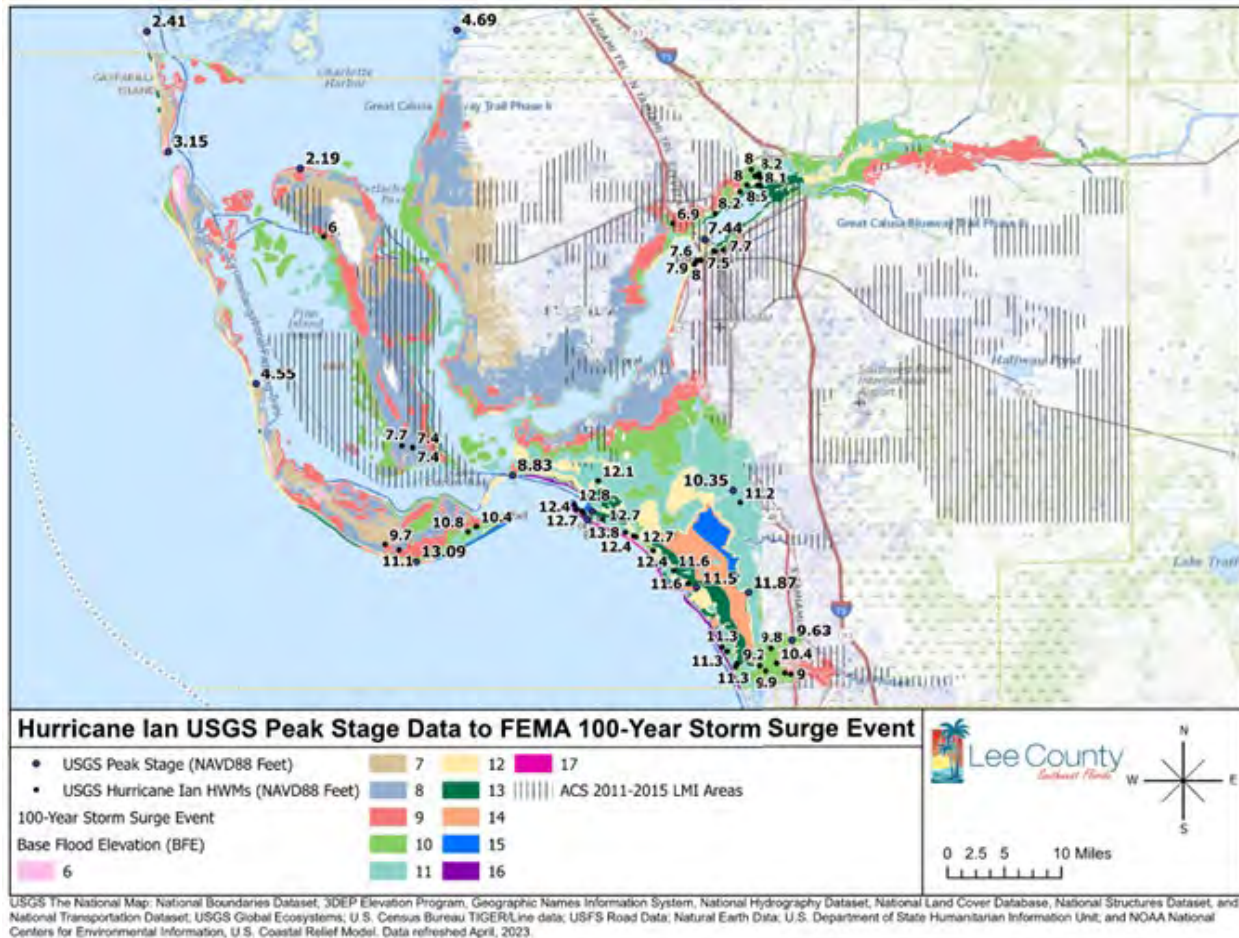 2.41
4.69
GASPARILLA
ISLAND
Charlotte
Harbor
Great Calusa
way Trail Phase
3.15
2.19
6
Pine
Island
4.55
7.7
7.4
7.4
8
8.2
8
8.1
8.5
8.2
6.9
7.44
Great Calusa Blueway Trail Phase
7.6
7.7
7.9
7.5
8
Halfway Pond
Southwest Florida
International
Airport
8.83
12.1
10.35
11.2
12.8
12.4
12.7
12.7
13.8
12.7
12.4
10.8
10.4
9.7
13.09
11.1
12.4
11.6
11.6
11.5
11.87
Lake Traff
11.3
9.8
9.63
11.3
9.2
10.4
11.3
9.9
9
Hurricane Ian USGS Peak Stage Data to FEMA 100-Year Storm Surge Event
USGS Peak Stage (NAVD88 Feet)
USGS Hurricane Ian HWMs (NAVD88 Feet)
100-Year Storm Surge Event
Base Flood Elevation (BFE)
6
7
8
9
10
11
12
13
14
15
16
17
ACS 2011-2015 LMI Areas
Lee County
Southwest Florida
N
W
E
S
0 2.5 5 10 Miles
USGS The National Map: National Boundaries Dataset, 3DEP Elevation Program, Geographic Names Information System, National Hydrography Dataset, National Land Cover Database, National Structures Dataset, and
National Transportation Dataset; USGS Global Ecosystems; U.S. Census Bureau TIGER/Line data; USFS Road Data; Natural Earth Data; U.S. Department of State Humanitarian Information Unit; and NOAA National
Centers for Environmental Information, U.S. Coastal Relief Model. Data refreshed April, 2023.